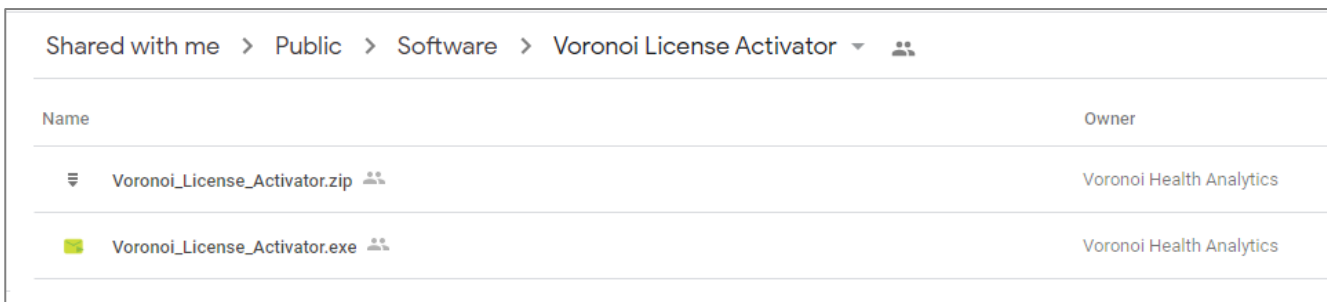 Shared with me > Public > Software > Voronoi License Activator
Name Owner
Voronoi_License_Activator.zip Voronoi Health Analytics
Voronoi_License_Activator.exe Voronoi Health Analytics